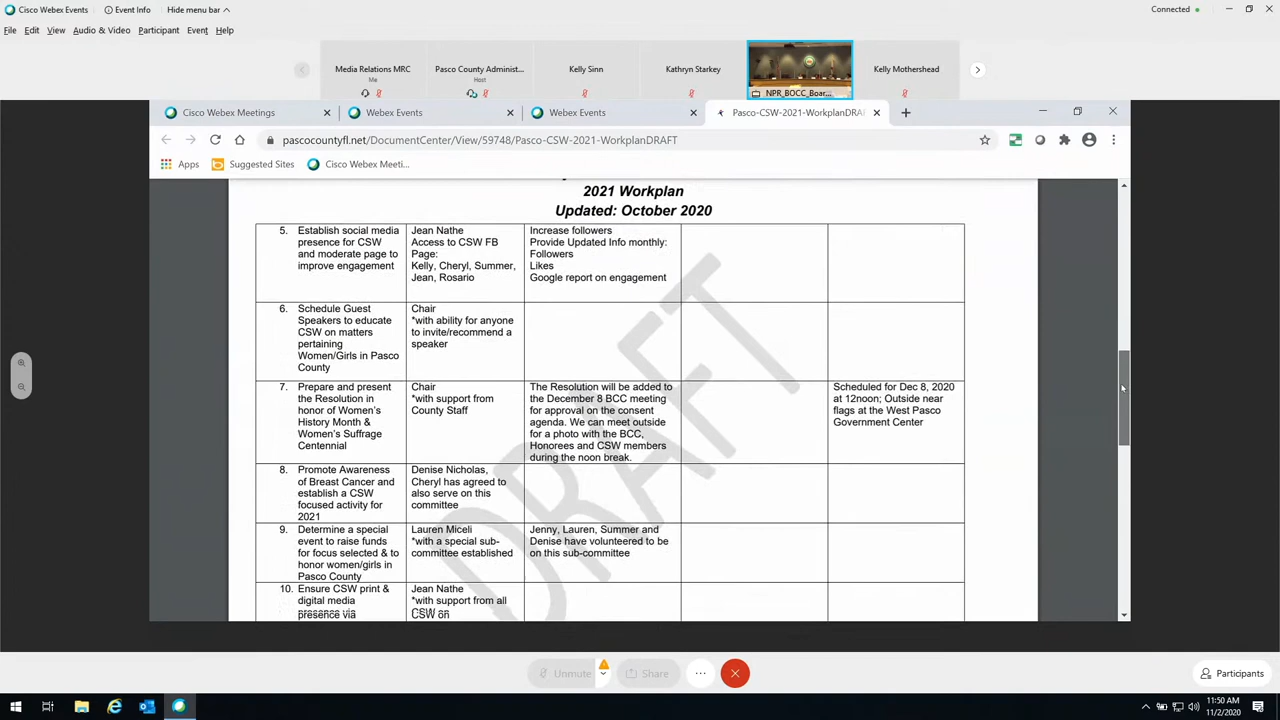 Cisco Webex Events
Event Info
Hide menu bar
Connected
File Edit View Audio & Video Participant Event Help
Media Relations MRC
Me
Pasco County Administ...
Host
Kelly Sinn
Kathryn Starkey
NPR_BOCC_Boar...
Kelly Mothershead
Cisco Webex Meetings
Webex Events
Webex Events
Pasco-CSW-2021-WorkplanDRAF
pascocountyfl.net/DocumentCenter/View/59748/Pasco-CSW-2021-WorkplanDRAFT
Apps
Suggested Sites
Cisco Webex Meeti...
2021 Workplan
Updated: October 2020
5. Establish social media
presence for CSW
and moderate page to
improve engagement
Jean Nathe
Access to CSW FB
Page:
Kelly, Cheryl, Summer,
Jean, Rosario
Increase followers
Provide Updated Info monthly:
Followers
Likes
Google report on engagement
6. Schedule Guest
Speakers to educate
CSW on matters
pertaining
Women/Girls in Pasco
County
Chair
*with ability for anyone
to invite/recommend a
speaker
7. Prepare and present
the Resolution in
honor of Women's
History Month &
Women's Suffrage
Centennial
Chair
*with support from
County Staff
The Resolution will be added to
the December 8 BCC meeting
for approval on the consent
agenda. We can meet outside
for a photo with the BCC,
Honorees and CSW members
during the noon break.
Scheduled for Dec 8, 2020
at 12noon; Outside near
flags at the West Pasco
Government Center
8. Promote Awareness
of Breast Cancer and
establish a CSW
focused activity for
2021
Denise Nicholas,
Cheryl has agreed to
also serve on this
committee
9. Determine a special
event to raise funds
for focus selected & to
honor women/girls in
Pasco County
Lauren Miceli
*with a special sub-
committee established
Jenny, Lauren, Summer and
Denise have volunteered to be
on this sub-committee
10. Ensure CSW print &
digital media
presence via
Jean Nathe
*with support from all
CSW on
DRAFT
Unmute
Share
Participants
11:50 AM
11/2/2020